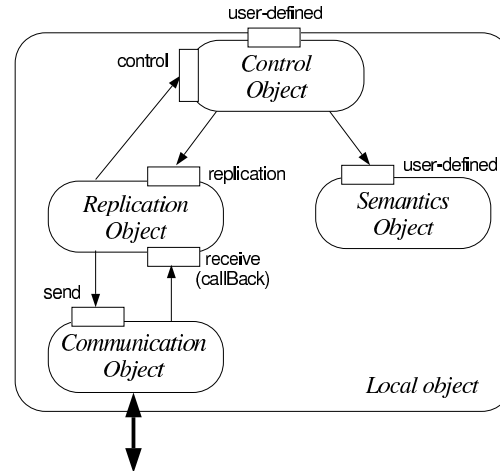 user-defined
control
Control
Object
replication
user-defined
Replication
Object
Semantics
Object
receive
(callBack)
send
Communication
Object
Local object